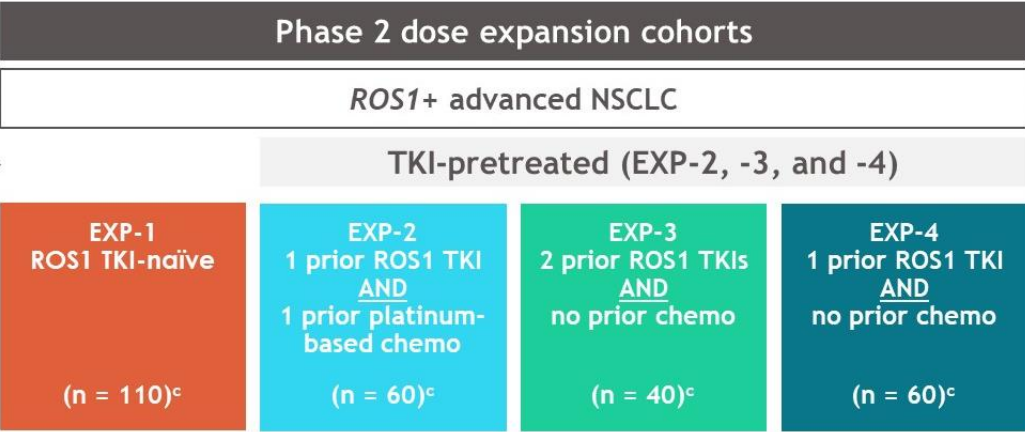 Phase 2 dose expansion cohorts
ROS1+ advanced NSCLC
TKI-pretreated (EXP-2, -3, and -4)
EXP-1
ROS1 TKI-naïve
(n = 110)ᶜ
EXP-2
1 prior ROS1 TKI
AND
1 prior platinum-
based chemo
(n = 60)ᶜ
EXP-3
2 prior ROS1 TKIs
AND
no prior chemo
(n = 40)ᶜ
EXP-4
1 prior ROS1 TKI
AND
no prior chemo
(n = 60)ᶜ